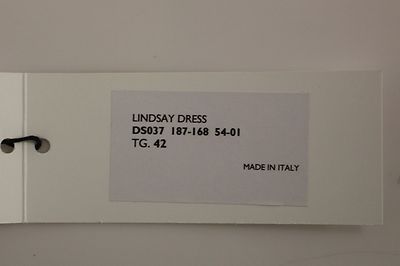 LINDSAY DRESS
DS037 187-168 54-01
TG. 42
MADE IN ITALY